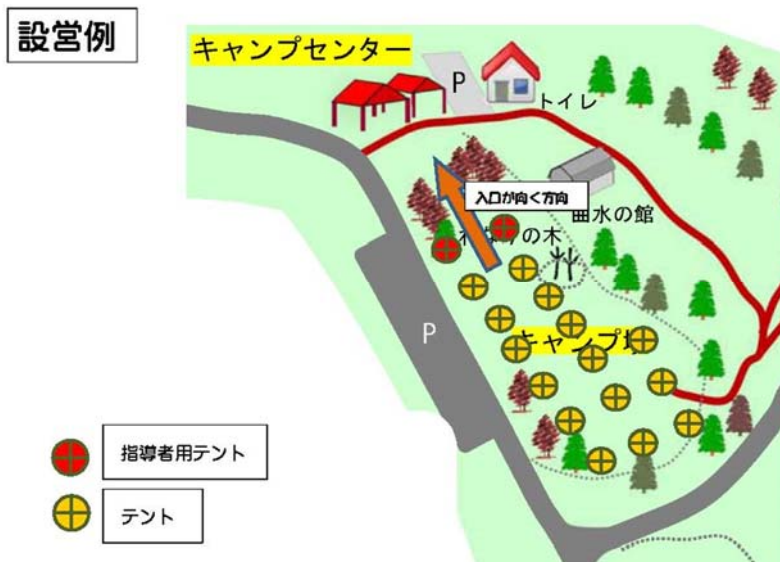 設営例
キャンプセンター
P
トイレ
入口が向く方向
曲水の館
の木
P
キャンプ場
指導者用テント
テント